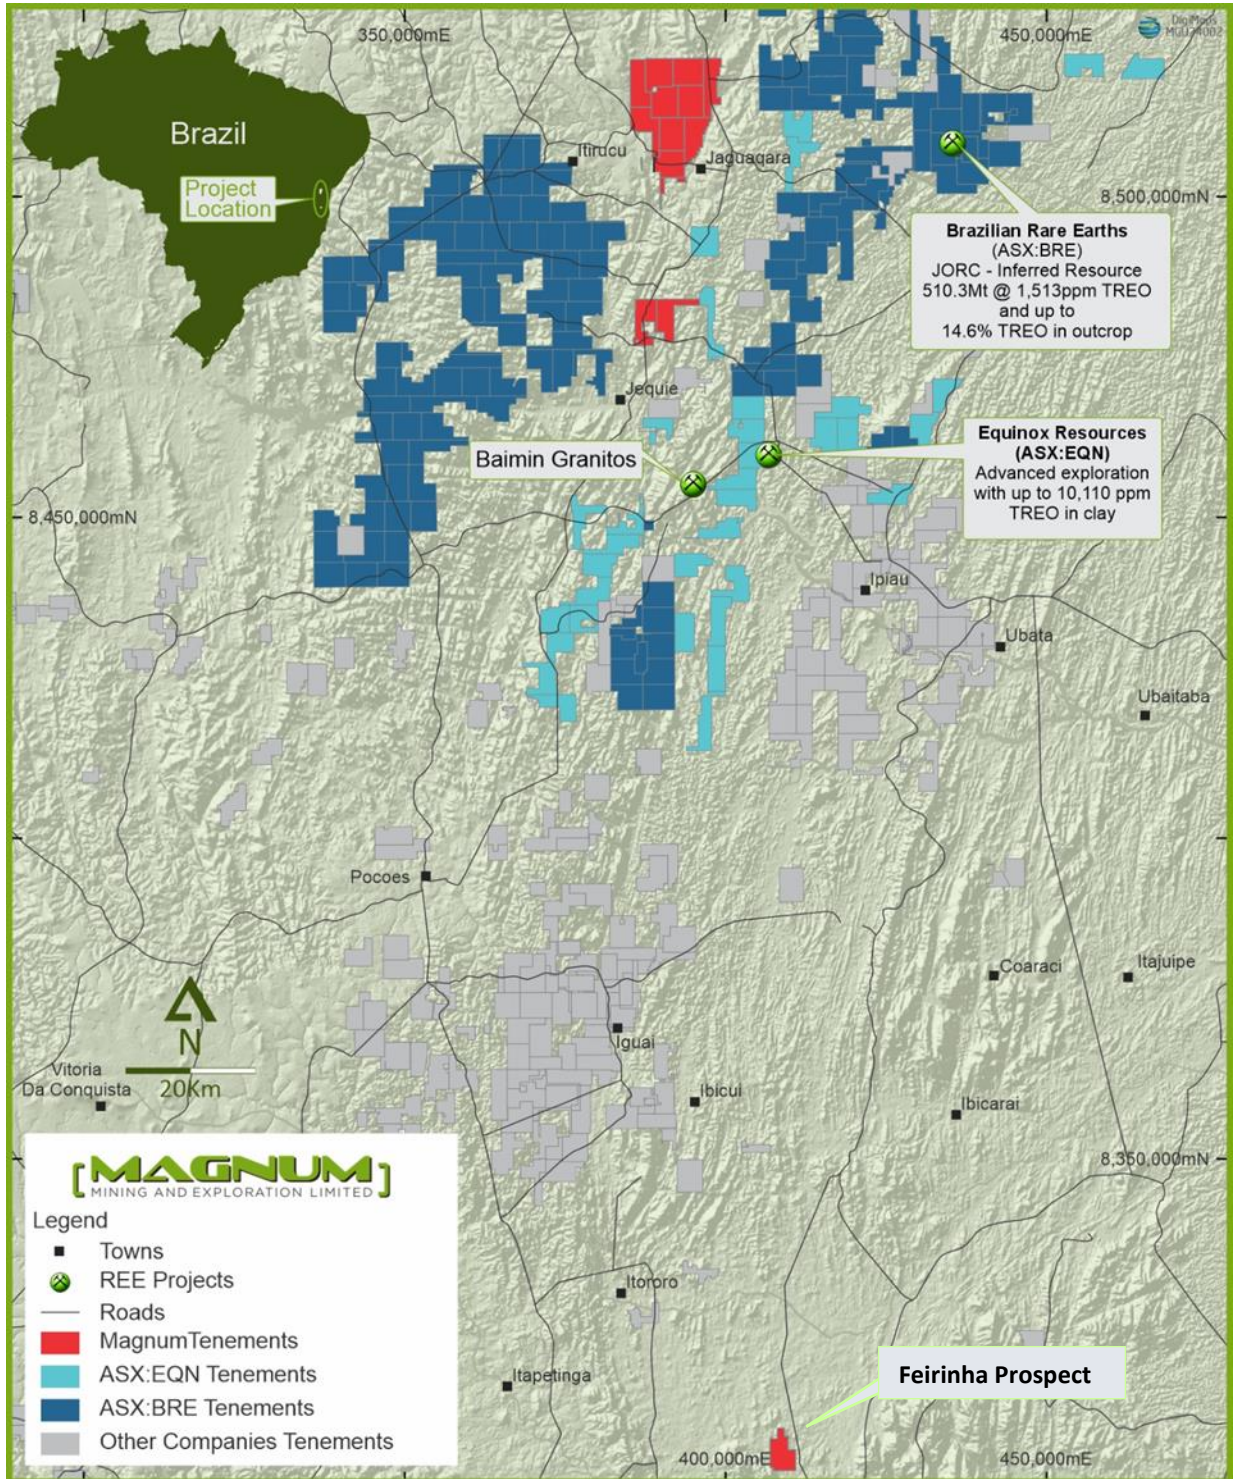 350,000mE
450,000mE
DigiMaps
MGU24002
Brazil
Project
Location
Itirucu
Jaguaqara
8,500,000mN
Brazilian Rare Earths
(ASX:BRE)
JORC - Inferred Resource
510.3Mt @ 1,513ppm TREO
and up to
14.6% TREO in outcrop
Jequie
Baimin Granitos
Equinox Resources
(ASX:EQN)
Advanced exploration
with up to 10,110 ppm
TREO in clay
8,450,000mN
Ipiau
Ubata
Ubaitaba
Pocoes
Coaraci
Itajuipe
N
20Km
Iguai
Vitoria
Da Conquista
Ibicui
Ibicarai
8,350,000mN
[MAGNUM]
MINING AND EXPLORATION LIMITED
Legend
Towns
REE Projects
Roads
MagnumTenements
ASX:EQN Tenements
ASX:BRE Tenements
Other Companies Tenements
Itororo
Itapetinga
Feirinha Prospect
400,000mE
450,000mE